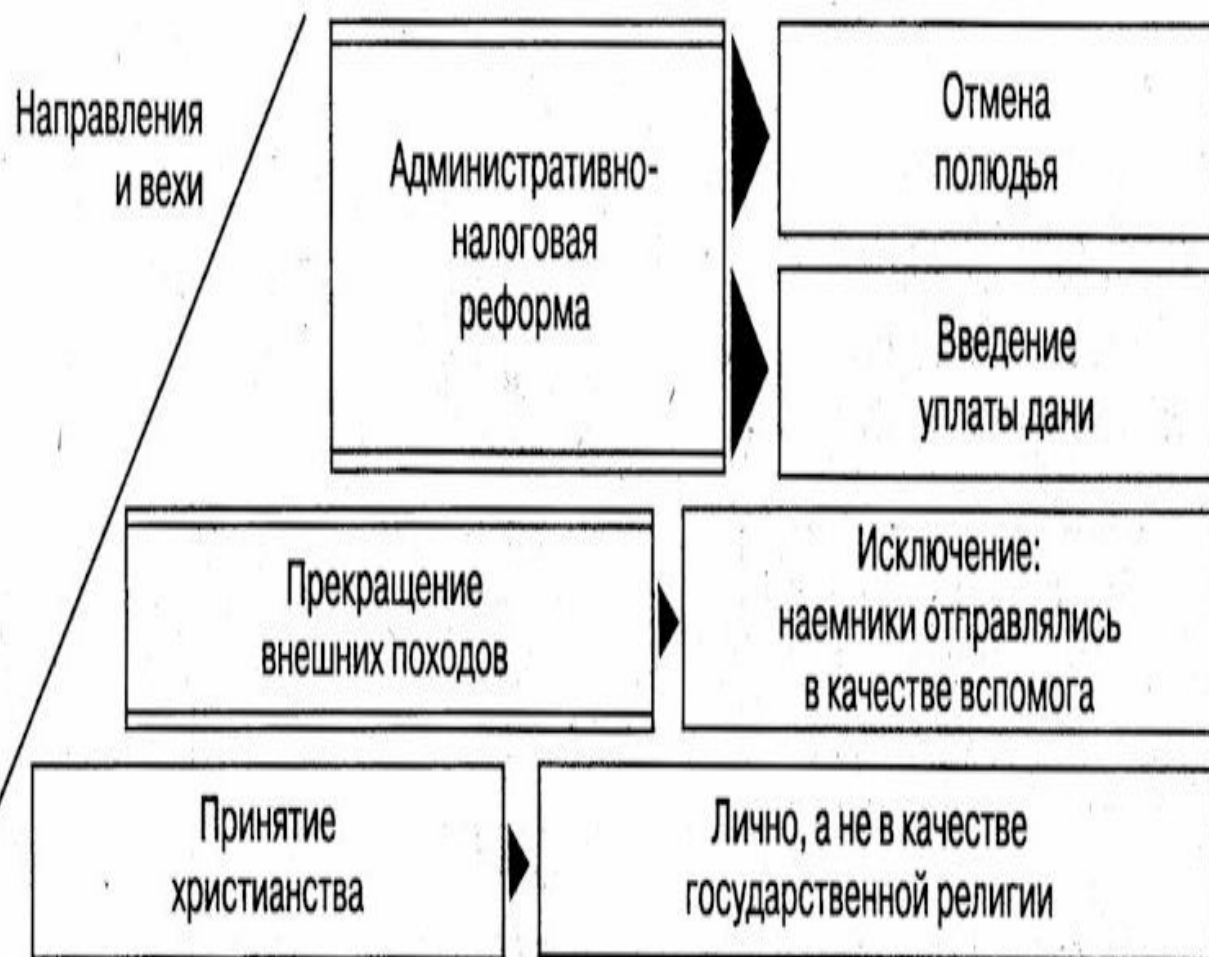 Направления
и вехи
Административно-
налоговая
реформа
Отмена
полюдья
Введение
уплаты дани
Прекращение
внешних походов
Исключение:
наемники отправлялись
в качестве вспомога
Принятие
христианства
Лично, а не в качестве
государственной религии